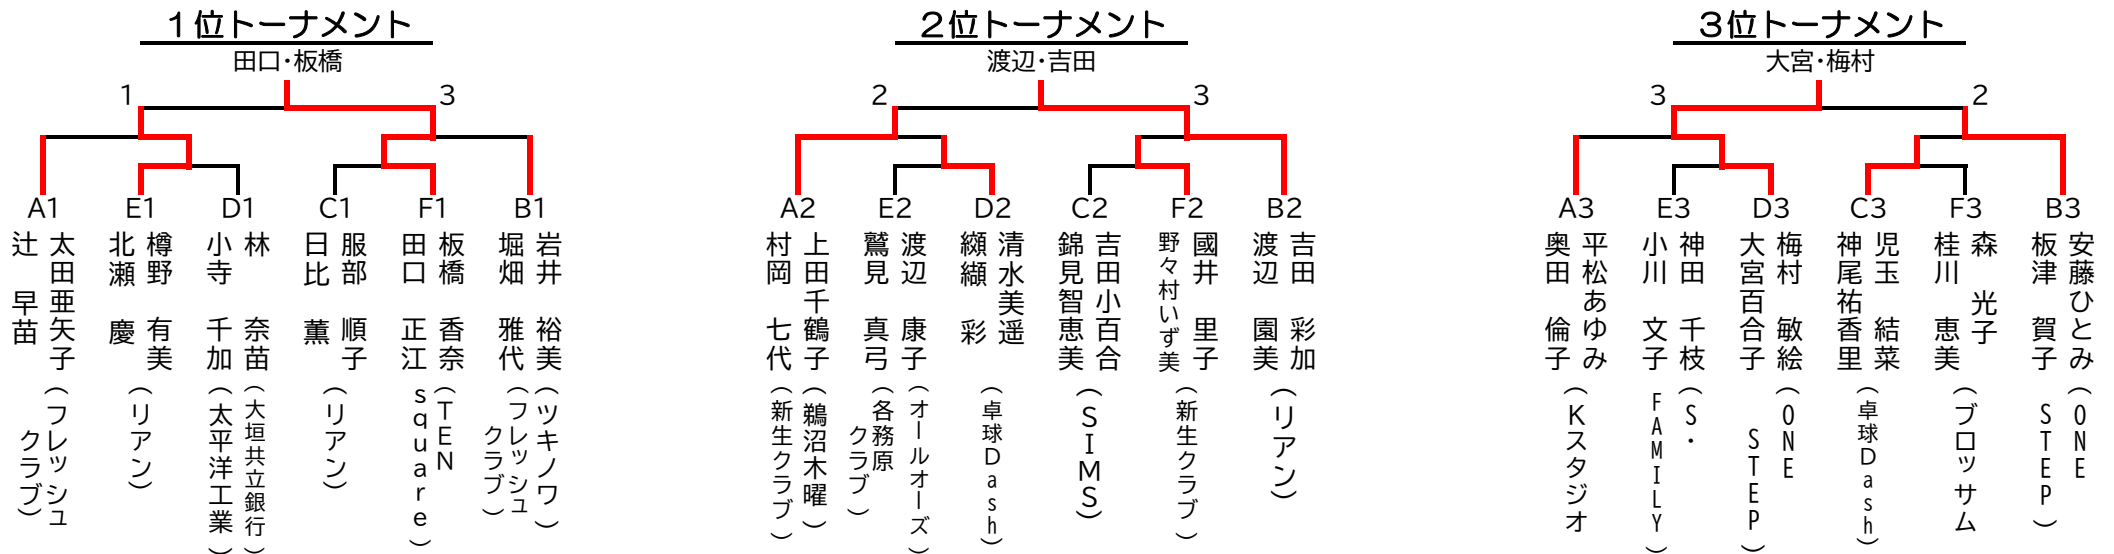 １位トーナメント
田口・板橋
1 3
A1 E1 D1 C1 F1 B1
太田亜矢子
辻 早苗
(フレッシュクラブ)
樽野 有美
北瀬 慶
(リアン)
林 奈苗
(大垣共立銀行)
小寺 千加
(太平洋工業)
服部 順子
日比 薫
(リアン)
板橋 香奈
田口 正江
(TEN square)
岩井 裕美
(ツキノワ)
堀畑 雅代
(フレッシュクラブ)
２位トーナメント
渡辺・吉田
2 3
A2 E2 D2 C2 F2 B2
上田千鶴子
(鵜沼木曜)
村岡 七代
(新生クラブ)
渡辺 康子
(オールオーズ)
鷲見 真弓
(各務原クラブ)
清水美遥
纐纈 彩
(卓球Dash)
吉田小百合
錦見智恵美
(SIMS)
國井 里子
野々村いず美
(新生クラブ)
吉田 彩加
渡辺 園美
(リアン)
３位トーナメント
大宮・梅村
3 2
A3 E3 D3 C3 F3 B3
平松あゆみ
奥田 倫子
(Kスタジオ
神田 千枝
小川 文子
(S・FAMILY)
梅村 敏絵
大宮百合子
(ONE STEP)
児玉 結菜
神尾祐香里
(卓球Dash)
森 光子
桂川 恵美
(ブロッサム
安藤ひとみ
板津 賀子
(ONE STEP)